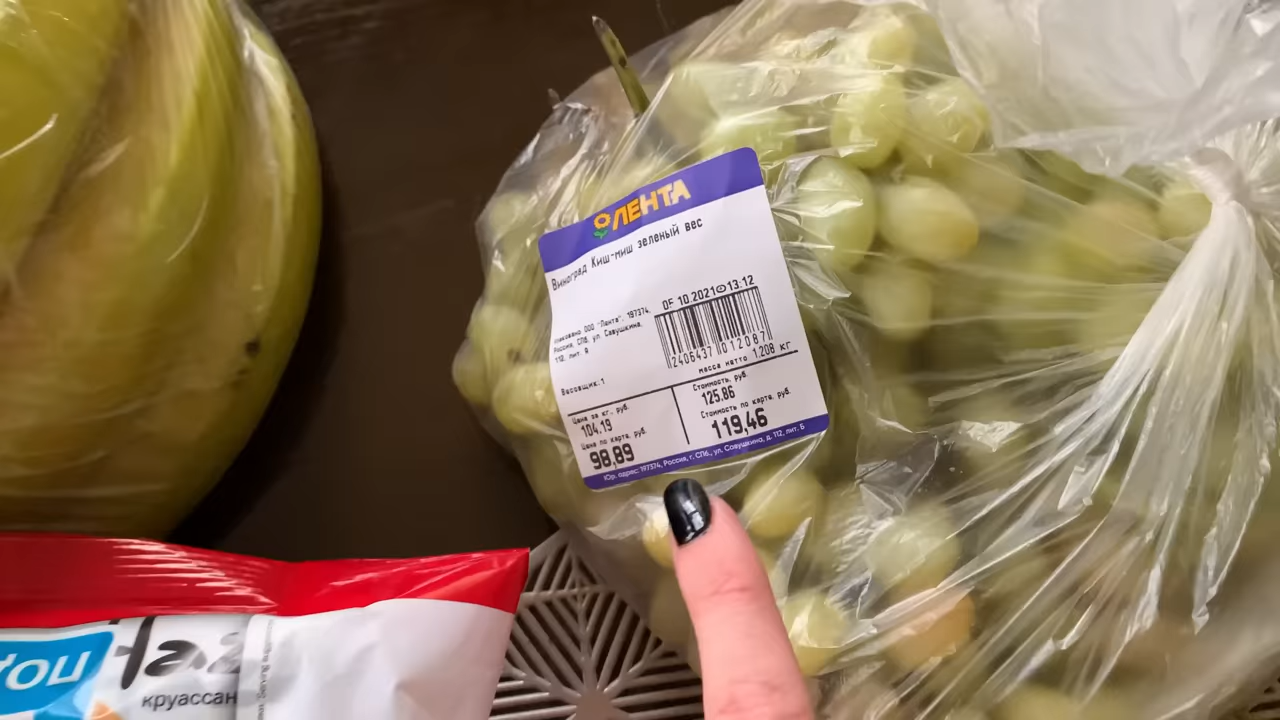 ЛЕНТА
Виноград Киш-миш зеленый вес
10.2021 13:12
ООО "Лента", 197374,
Россия, СПб, ул. Савушкина,
112, лит.
2406437 012087
масса нетто 1.208 кг
Весовщик:1
Цена за кг, руб.
104.19
Цена по карте, руб.
98,89
Стоимость, руб.
125.86
Стоимость по карте, руб.
119,46
Юр. адрес: 197374, Россия, г. СПб., ул. Савушкина, д. 112, лит. Б
You
круассан